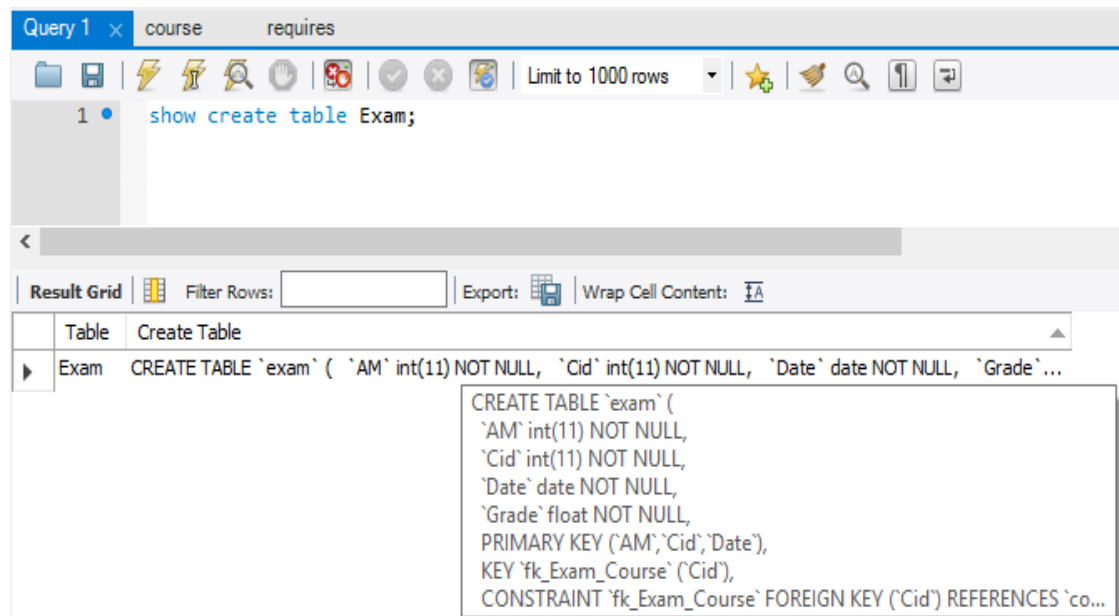 Query 1 × course requires
Limit to 1000 rows
1 show create table Exam;
Result Grid Filter Rows: Export: Wrap Cell Content: IA
Table Create Table
Exam CREATE TABLE `exam` ( `AM` int(11) NOT NULL, `Cid` int(11) NOT NULL, `Date` date NOT NULL, `Grade`...
CREATE TABLE `exam` (
`AM` int(11) NOT NULL,
`Cid` int(11) NOT NULL,
`Date` date NOT NULL,
`Grade` float NOT NULL,
PRIMARY KEY (`AM`,`Cid`,`Date`),
KEY `fk_Exam_Course` (`Cid`),
CONSTRAINT `fk_Exam_Course` FOREIGN KEY (`Cid`) REFERENCES `co...